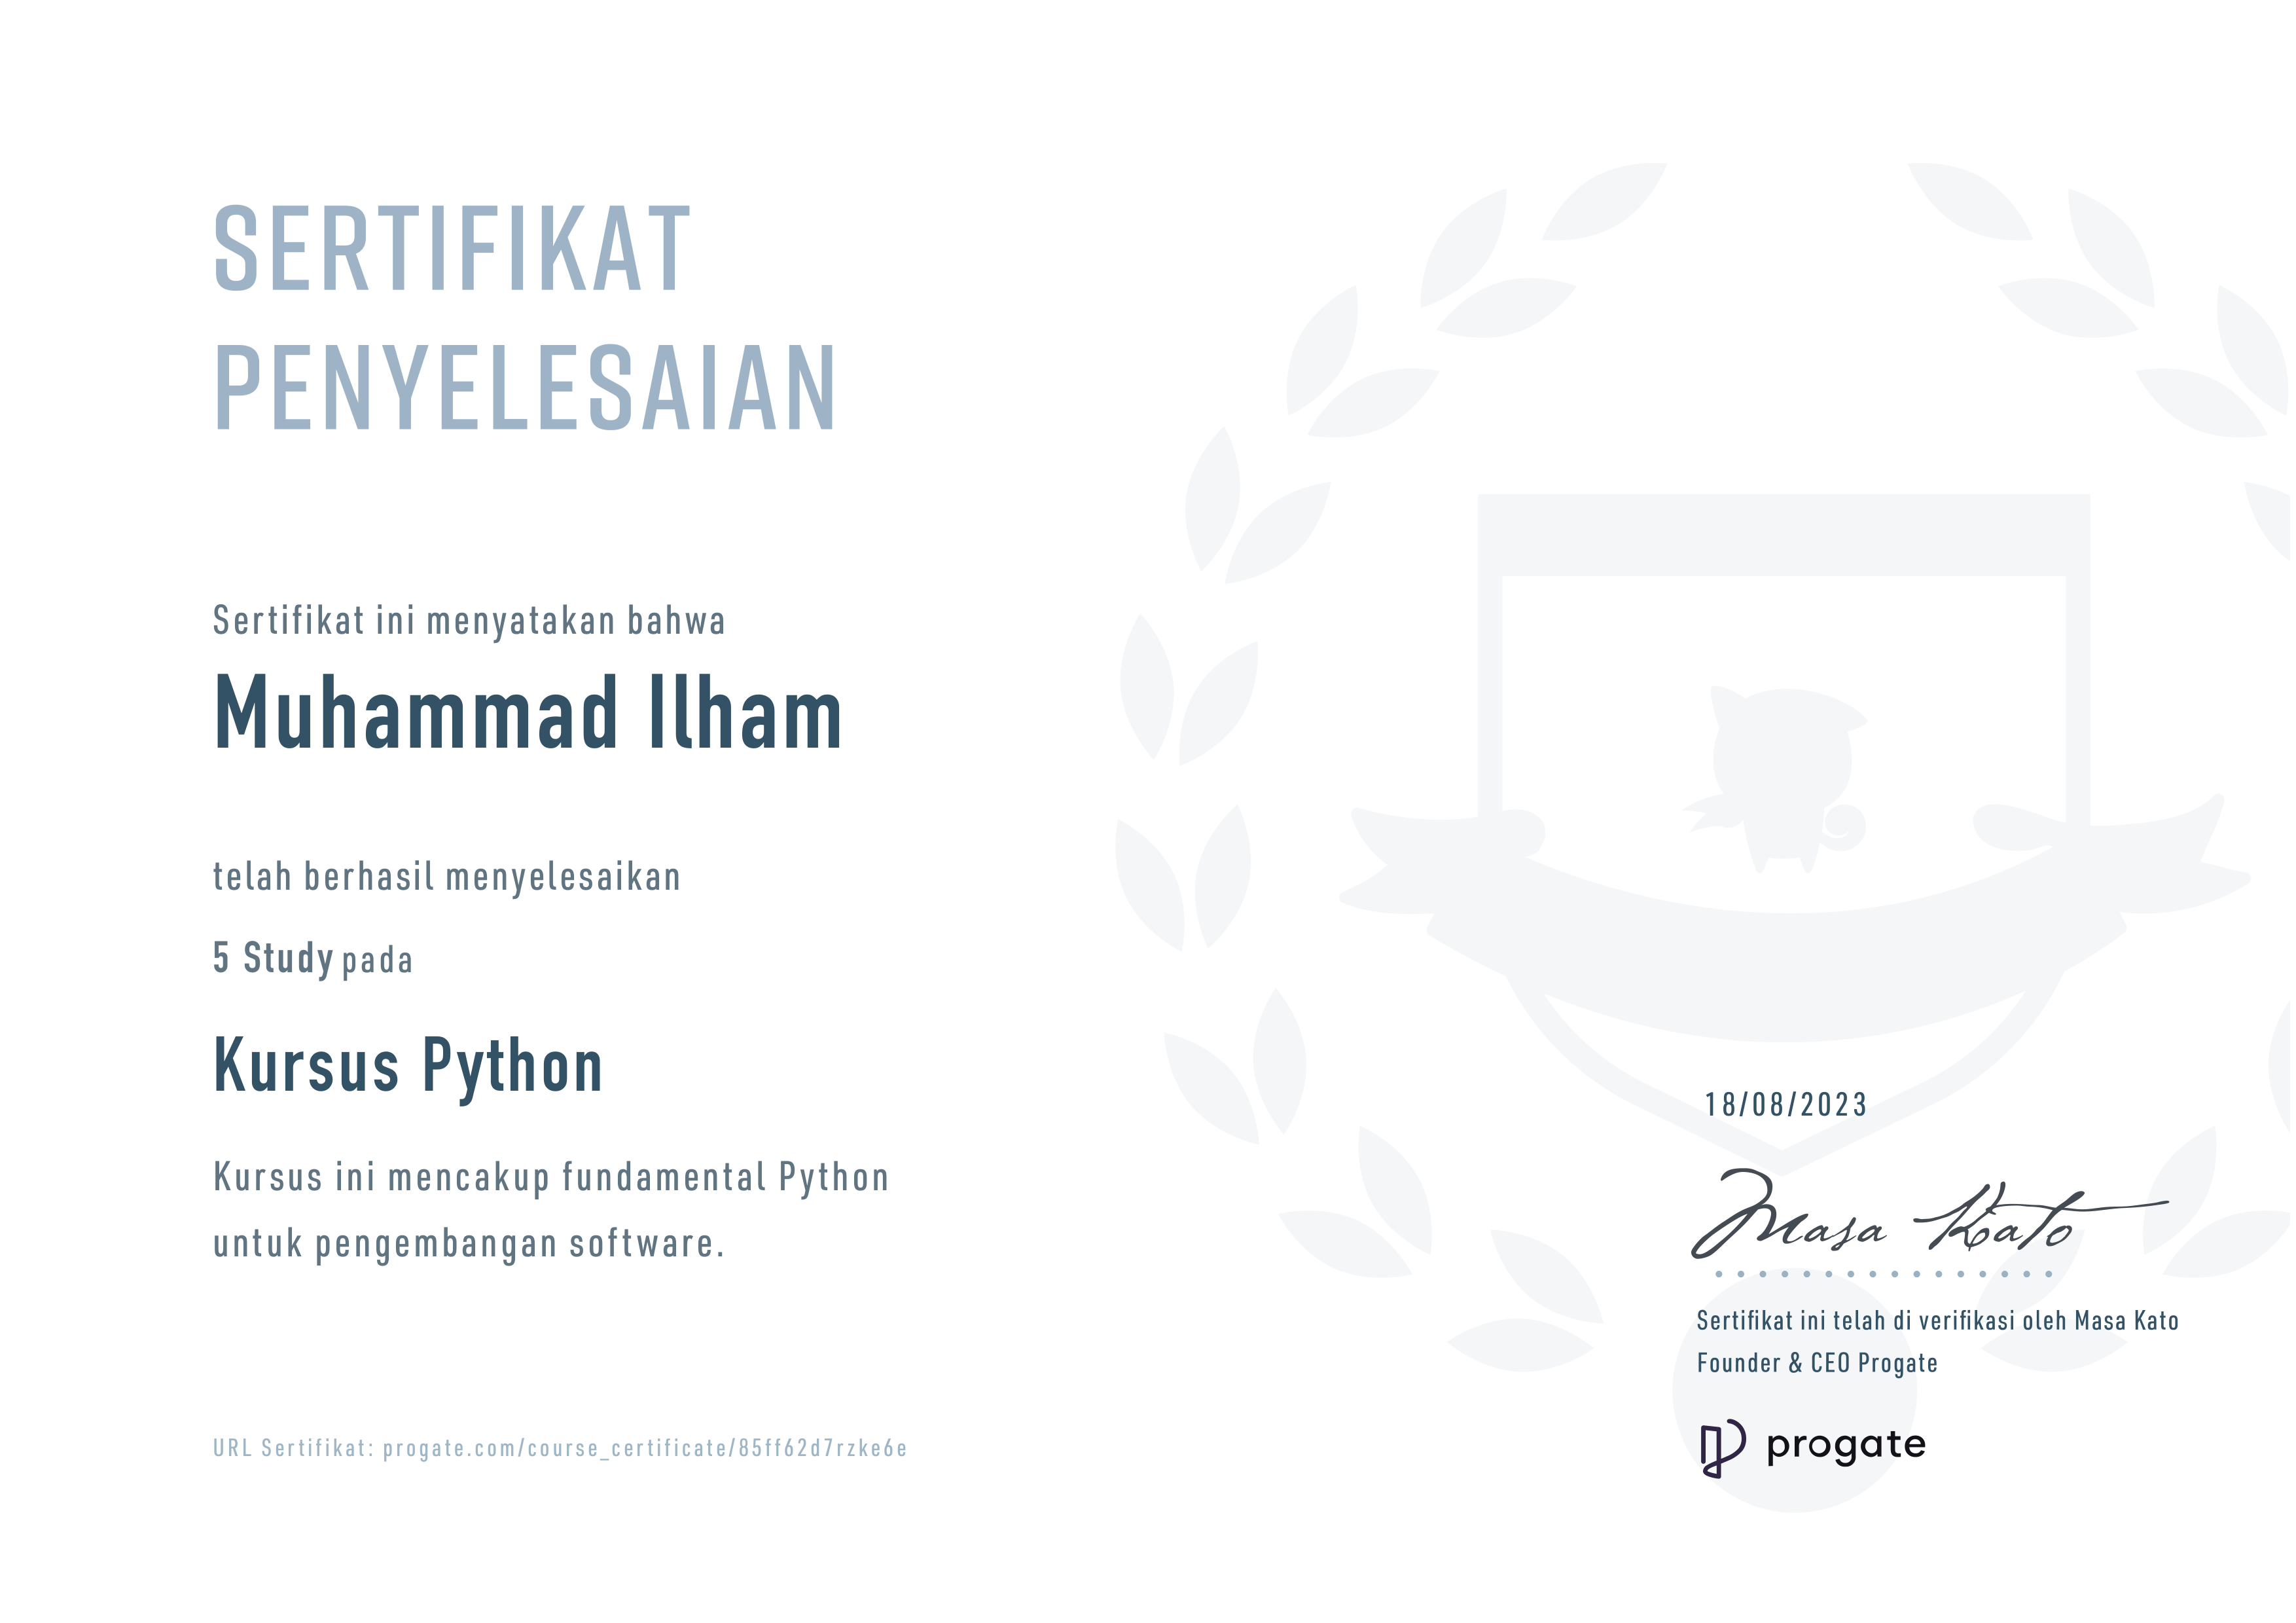 SERTIFIKAT
PENYELESAIAN
Sertifikat ini menyatakan bahwa
Muhammad Ilham
telah berhasil menyelesaikan
5 Study pada
Kursus Python
Kursus ini mencakup fundamental Python
untuk pengembangan software.
URL Sertifikat: progate.com/course_certificate/85ff62d7rzke6e
18/08/2023
Masa Kato
Sertifikat ini telah di verifikasi oleh Masa Kato
Founder & CEO Progate
progate